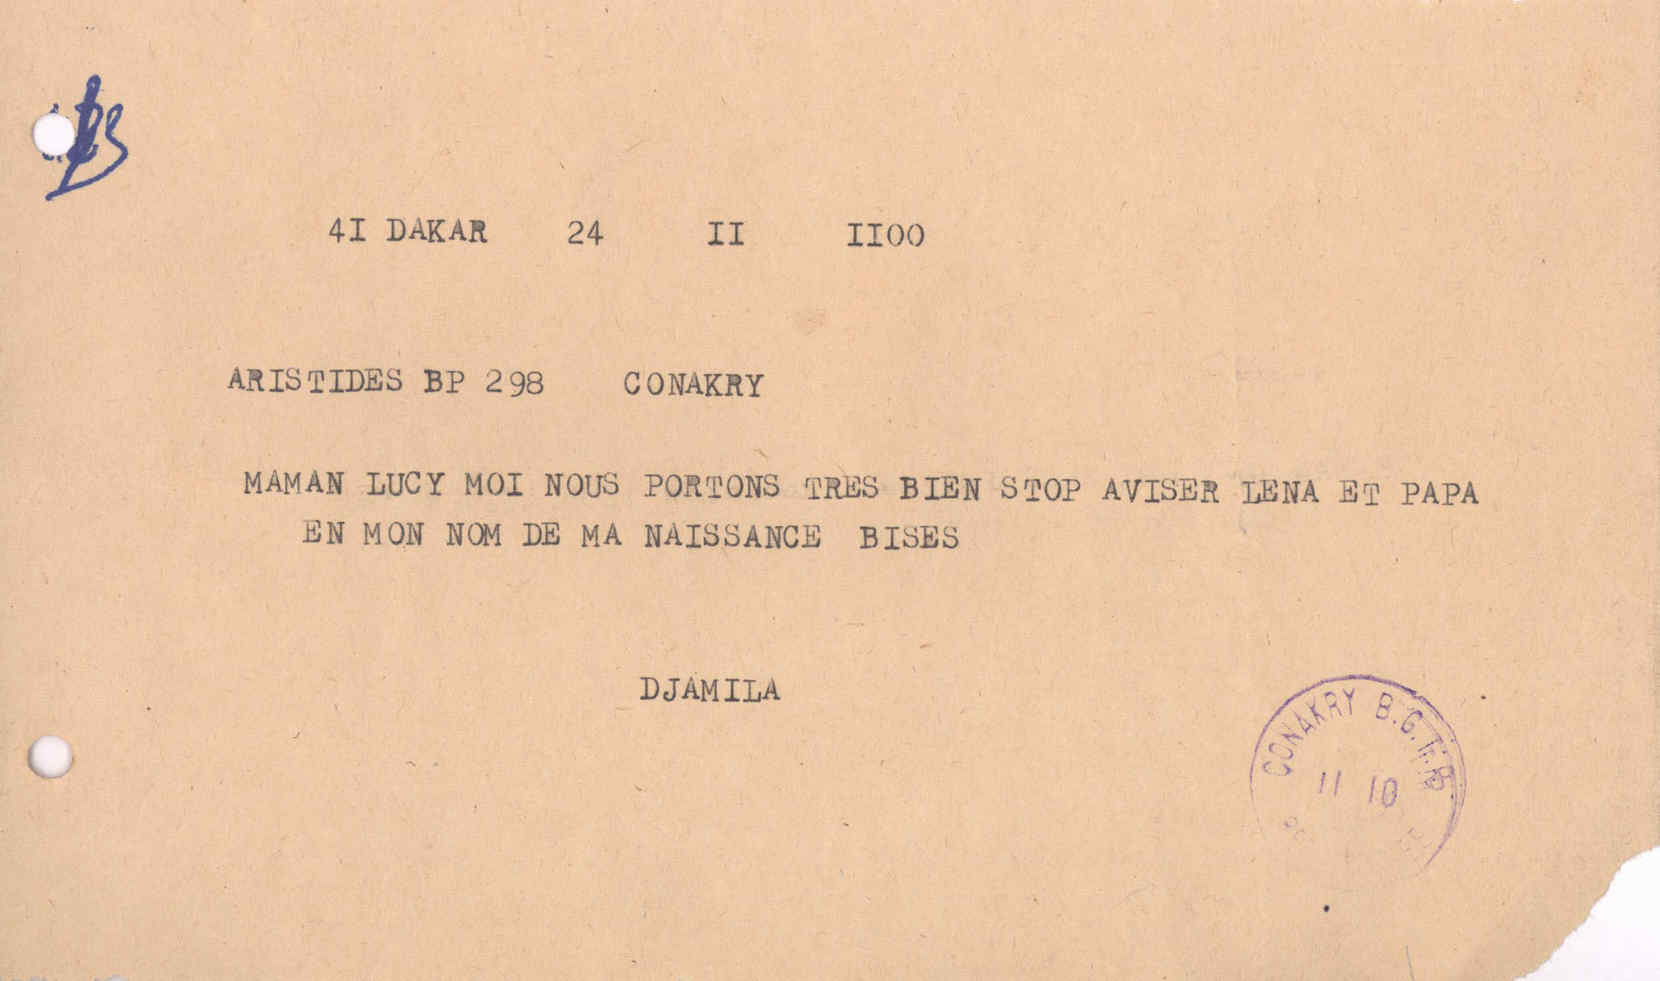 4I DAKAR 24 II II00
ARISTIDES BP 298 CONAKRY
MAMAN LUCY MOI NOUS PORTONS TRES BIEN STOP AVISER LENA ET PAPA
EN MON NOM DE MA NAISSANCE BISES
DJAMILA
CONAKRY B.G.
11 10